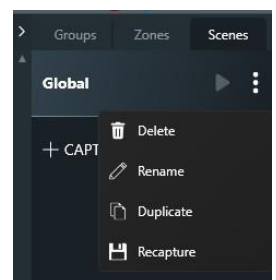 Groups Zones Scenes
Global
Delete
+ CAPT
Rename
Duplicate
Recapture